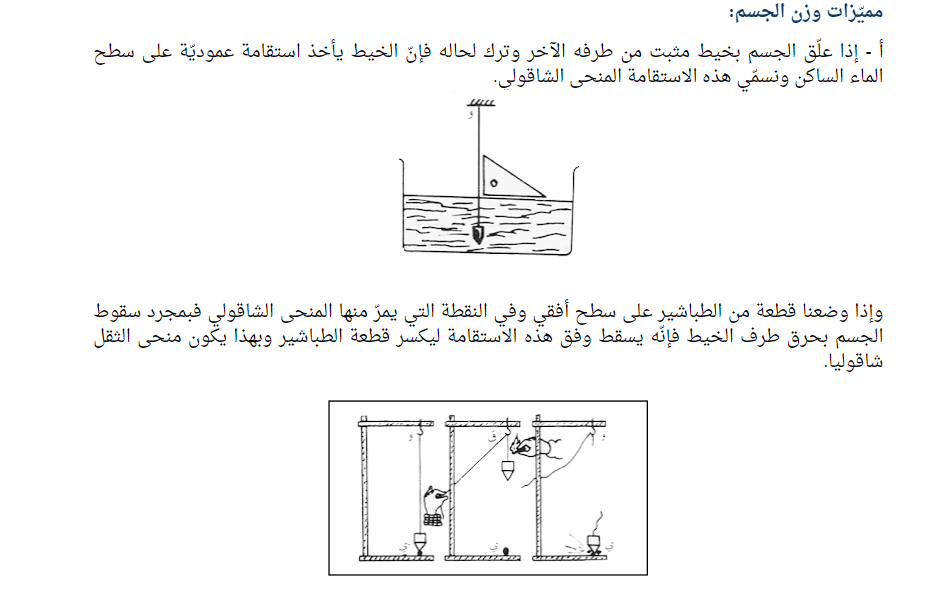 مميّزات وزن الجسم:
أ - إذا علّق الجسم بخيط مثبت من طرفه الآخر وترك لحاله فإنّ الخيط يأخذ استقامة عموديّة على سطح
الماء الساكن ونسمّي هذه الاستقامة المنحى الشاقولي.
و
وإذا وضعنا قطعة من الطباشير على سطح أفقي وفي النقطة التي يمرّ منها المنحى الشاقولي فبمجرد سقوط
الجسم بحرق طرف الخيط فإنّه يسقط وفق هذه الاستقامة ليكسر قطعة الطباشير وبهذا يكون منحى الثقل
شاقوليا.
و
و